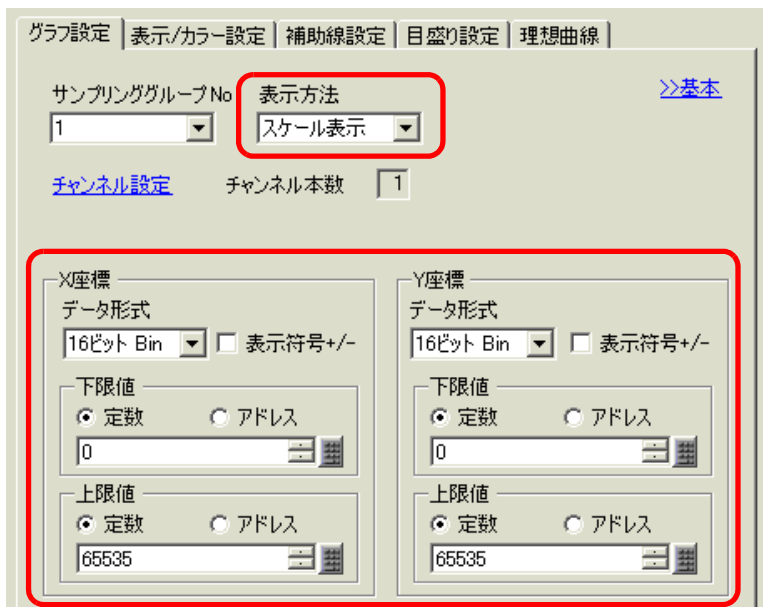 グラフ設定 表示/カラー設定 補助線設定 目盛り設定 理想曲線
サンプリンググループNo 表示方法 >>基本
1 スケール表示
チャンネル設定 チャンネル本数 1
X座標 Y座標
データ形式 データ形式
16ビット Bin 表示符号+/- 16ビット Bin 表示符号+/-
下限値 下限値
定数 アドレス 定数 アドレス
0 0
上限値 上限値
定数 アドレス 定数 アドレス
65535 65535